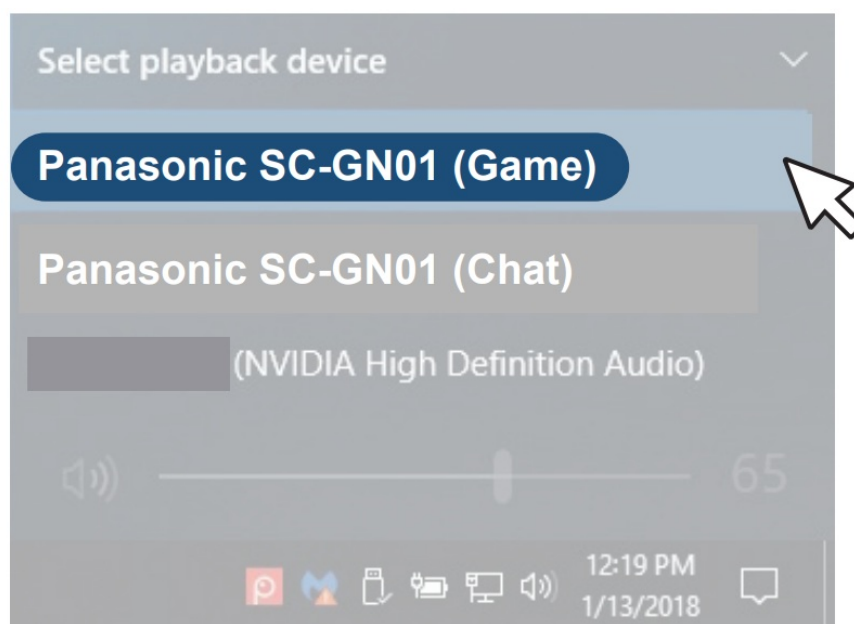 Select playback device
Panasonic SC-GN01 (Game)
Panasonic SC-GN01 (Chat)
(NVIDIA High Definition Audio)
65
12:19 PM
1/13/2018